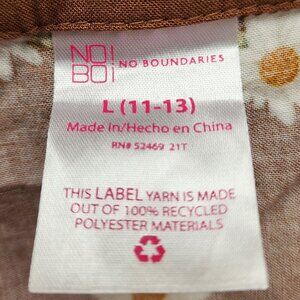 NO!
BO! NO BOUNDARIES
L (11-13)
Made in/Hecho en China
RN# 52469 21T
THIS LABEL YARN IS MADE
OUT OF 100% RECYCLED
POLYESTER MATERIALS